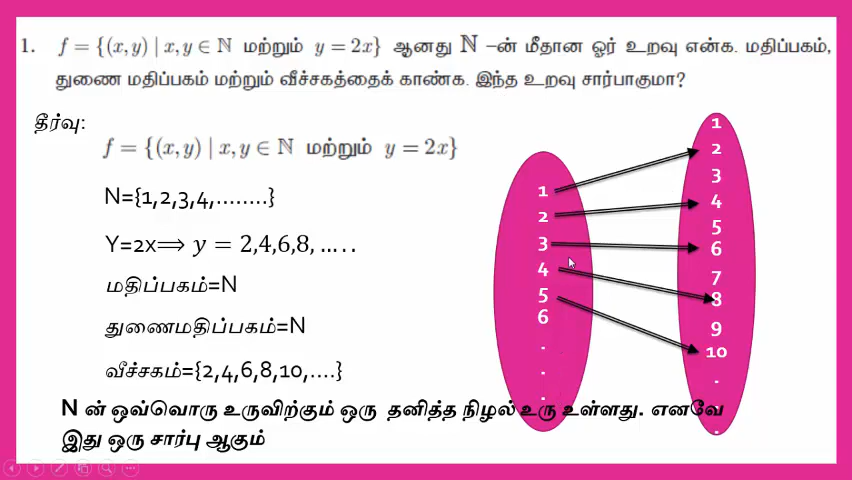 1. f = {(x, y) | x, y ∈ ℕ மற்றும் y = 2x} ஆனது ℕ –ன் மீதான ஓர் உறவு என்க. மதிப்பகம்,
துணை மதிப்பகம் மற்றும் வீச்சகத்தைக் காண்க. இந்த உறவு சார்பாகுமா?
தீர்வு:
f = {(x, y) | x, y ∈ ℕ மற்றும் y = 2x}
N={1,2,3,4,........}
Y=2x⟹ y = 2,4,6,8, .....
மதிப்பகம்=N
துணைமதிப்பகம்=N
வீச்சகம்={2,4,6,8,10,....}
N ன் ஒவ்வொரு உருவிற்கும் ஒரு தனித்த நிழல் உரு உள்ளது. எனவே
இது ஒரு சார்பு ஆகும்
1
2
3
4
5
6
.
.
.
1
2
3
4
5
6
7
8
9
10
.
.
.